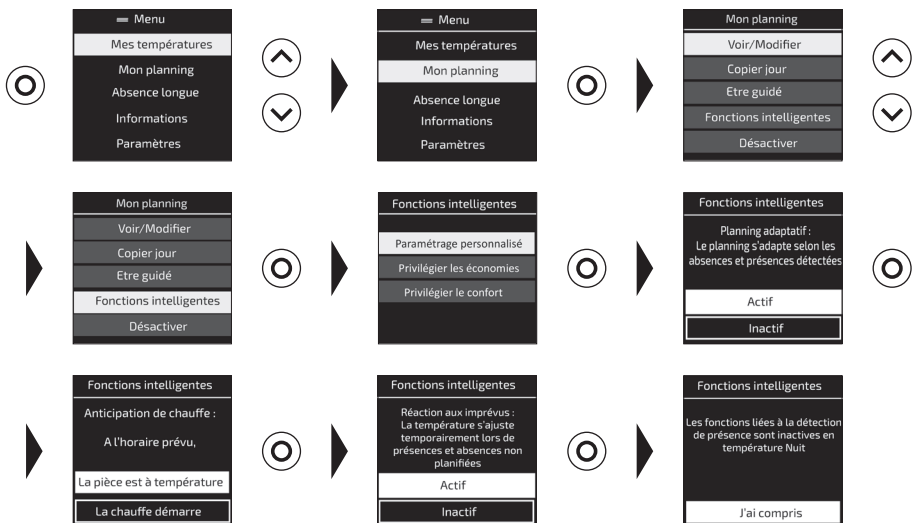 Menu
Mes températures
Mon planning
Absence longue
Informations
Paramètres
Menu
Mes températures
Mon planning
Absence longue
Informations
Paramètres
Mon planning
Voir/Modifier
Copier jour
Etre guidé
Fonctions intelligentes
Désactiver
Mon planning
Voir/Modifier
Copier jour
Etre guidé
Fonctions intelligentes
Désactiver
Fonctions intelligentes
Paramétrage personnalisé
Privilégier les économies
Privilégier le confort
Fonctions intelligentes
Planning adaptatif :
Le planning s'adapte selon les
absences et présences détectées
Actif
Inactif
Fonctions intelligentes
Anticipation de chauffe :
A l'horaire prévu,
La pièce est à température
La chauffe démarre
Fonctions intelligentes
Réaction aux imprévus :
La température s'ajuste
temporairement lors de
présences et absences non
planifiées
Actif
Inactif
Fonctions intelligentes
Les fonctions liées à la détection
de présence sont inactives en
température Nuit
J'ai compris